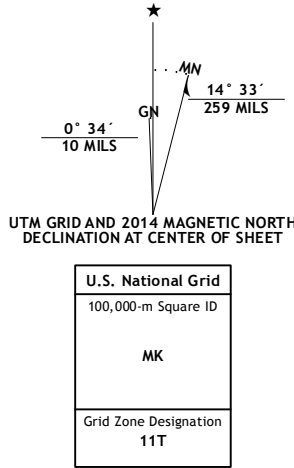 MN
GN
14° 33´
259 MILS
0° 34´
10 MILS
UTM GRID AND 2014 MAGNETIC NORTH
DECLINATION AT CENTER OF SHEET
U.S. National Grid
100,000-m Square ID
MK
Grid Zone Designation
11T